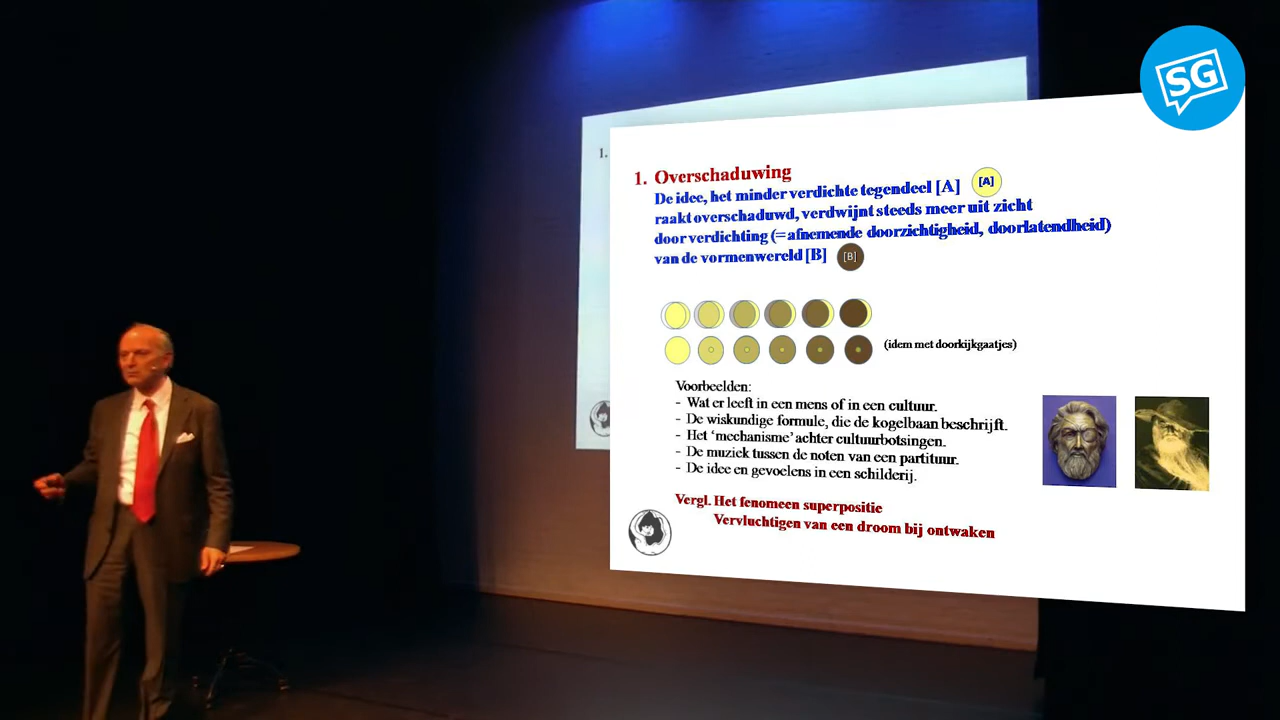 SG
1.
1. Overschaduwing
De idee, het minder verdichte tegendeel [A] [A]
raakt overschaduwd, verdwijnt steeds meer uit zicht
door verdichting (= afnemende doorzichtigheid, doorlatendheid)
van de vormenwereld [B] [B]
(idem met doorkijkgaatjes)
Voorbeelden:
- Wat er leeft in een mens of in een cultuur.
- De wiskundige formule, die de kogelbaan beschrijft.
- Het ‘mechanisme’ achter cultuurbotsingen.
- De muziek tussen de noten van een partituur.
- De idee en gevoelens in een schilderij.
Vergl. Het fenomeen superpositie
Vervluchtigen van een droom bij ontwaken